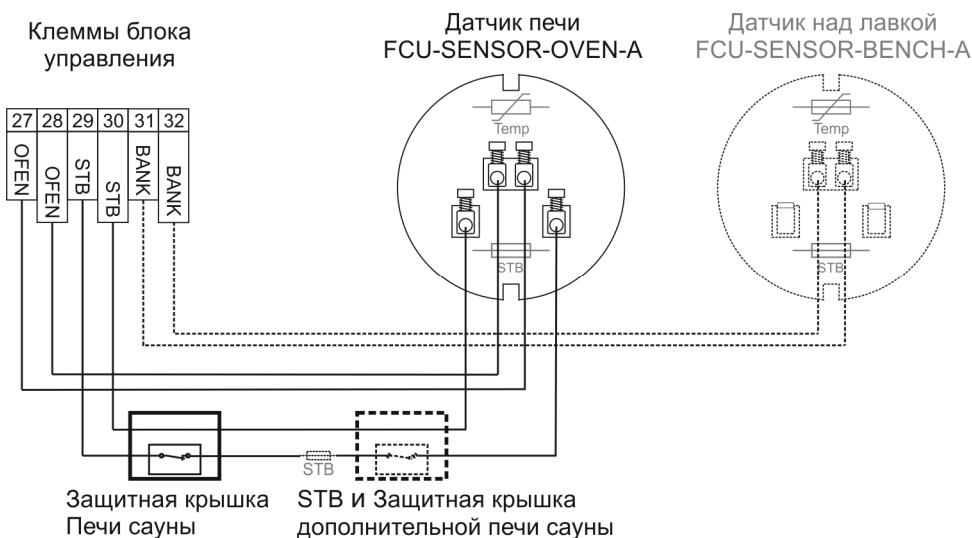 Клеммы блока
управления
Датчик печи
FCU-SENSOR-OVEN-A
Датчик над лавкой
FCU-SENSOR-BENCH-A
27 28 29 30 31 32
OFEN OFEN STB STB BANK BANK
Temp
STB
Temp
STB
STB
Защитная крышка
Печи сауны
STB и Защитная крышка
дополнительной печи сауны